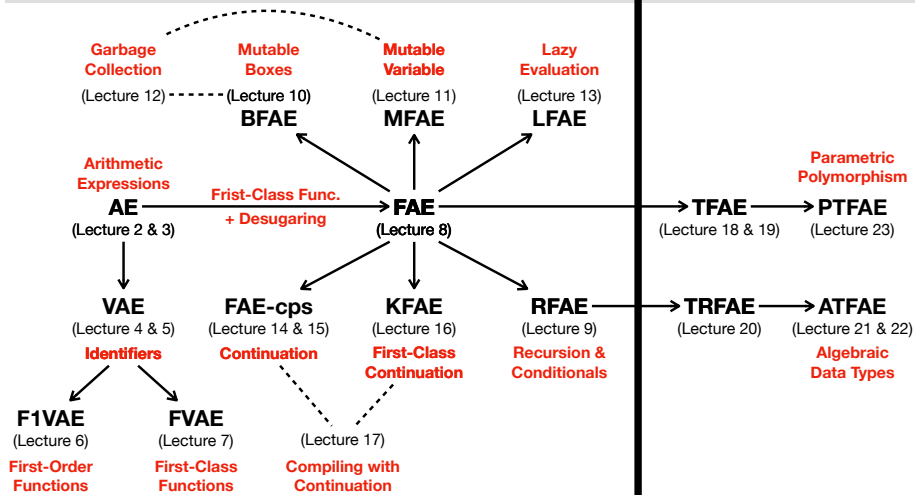 Garbage
Collection
(Lecture 12)
Mutable
Boxes
(Lecture 10)
BFAE
Mutable
Variable
(Lecture 11)
MFAE
Lazy
Evaluation
(Lecture 13)
LFAE
Arithmetic
Expressions
AE
(Lecture 2 & 3)
Frist-Class Func.
+ Desugaring
FAE
(Lecture 8)
TFAE
(Lecture 18 & 19)
Parametric
Polymorphism
PTFAE
(Lecture 23)
VAE
(Lecture 4 & 5)
Identifiers
FAE-cps
(Lecture 14 & 15)
Continuation
KFAE
(Lecture 16)
First-Class
Continuation
RFAE
(Lecture 9)
Recursion &
Conditionals
TRFAE
(Lecture 20)
ATFAE
(Lecture 21 & 22)
Algebraic
Data Types
F1VAE
(Lecture 6)
First-Order
Functions
FVAE
(Lecture 7)
First-Class
Functions
(Lecture 17)
Compiling with
Continuation